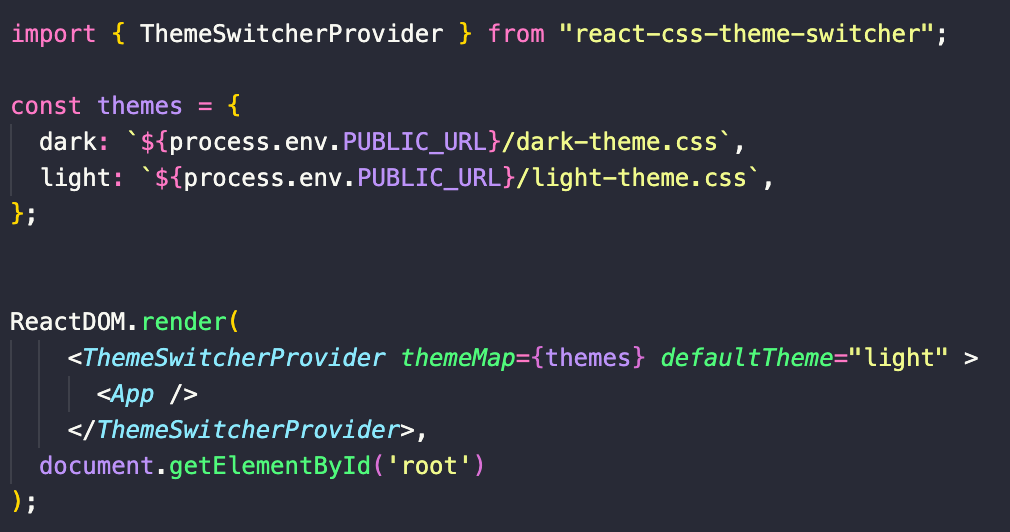 import { ThemeSwitcherProvider } from "react-css-theme-switcher";
const themes = {
  dark: `${process.env.PUBLIC_URL}/dark-theme.css`,
  light: `${process.env.PUBLIC_URL}/light-theme.css`,
};
ReactDOM.render(
    <ThemeSwitcherProvider themeMap={themes} defaultTheme="light" >
      <App />
    </ThemeSwitcherProvider>,
  document.getElementById('root')
);